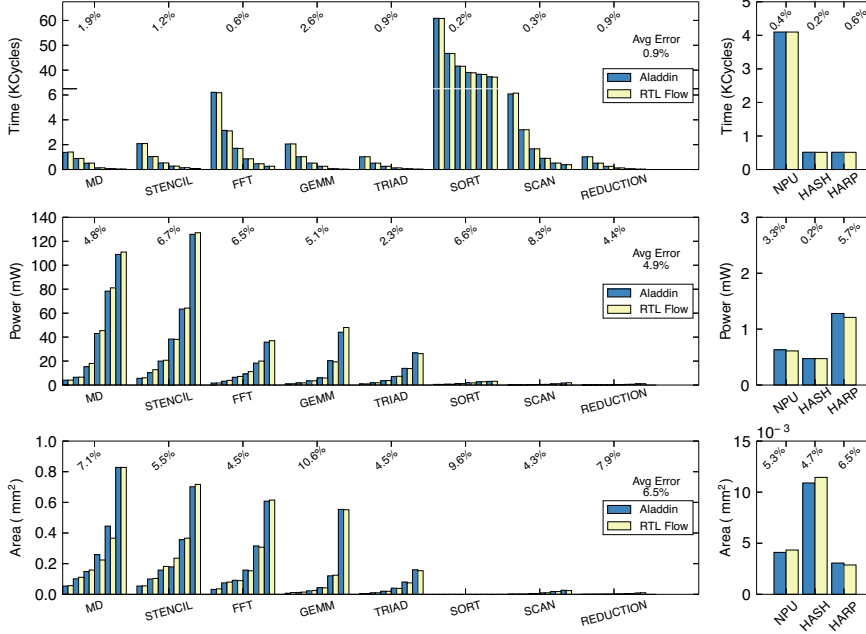 Time (KCycles)
60
40
6
4
2
0
1.9%
1.2%
0.6%
2.6%
0.9%
0.2%
0.3%
0.9%
Avg Error
0.9%
Aladdin
RTL Flow
MD
STENCIL
FFT
GEMM
TRIAD
SORT
SCAN
REDUCTION
Time (KCycles)
5
4
3
2
1
0
0.4%
0.2%
0.6%
NPU
HASH
HARP
Power (mW)
140
120
100
80
60
40
20
0
4.8%
6.7%
6.5%
5.1%
2.3%
6.6%
8.3%
4.4%
Avg Error
4.9%
Aladdin
RTL Flow
MD
STENCIL
FFT
GEMM
TRIAD
SORT
SCAN
REDUCTION
Power (mW)
3
2
1
0
3.3%
0.2%
5.7%
NPU
HASH
HARP
Area ( mm²)
1.0
0.8
0.6
0.4
0.2
0.0
7.1%
5.5%
4.5%
10.6%
4.5%
9.6%
4.3%
7.9%
Avg Error
6.5%
Aladdin
RTL Flow
MD
STENCIL
FFT
GEMM
TRIAD
SORT
SCAN
REDUCTION
Area ( mm²)
10⁻³
15
10
5
0
5.3%
4.7%
6.5%
NPU
HASH
HARP